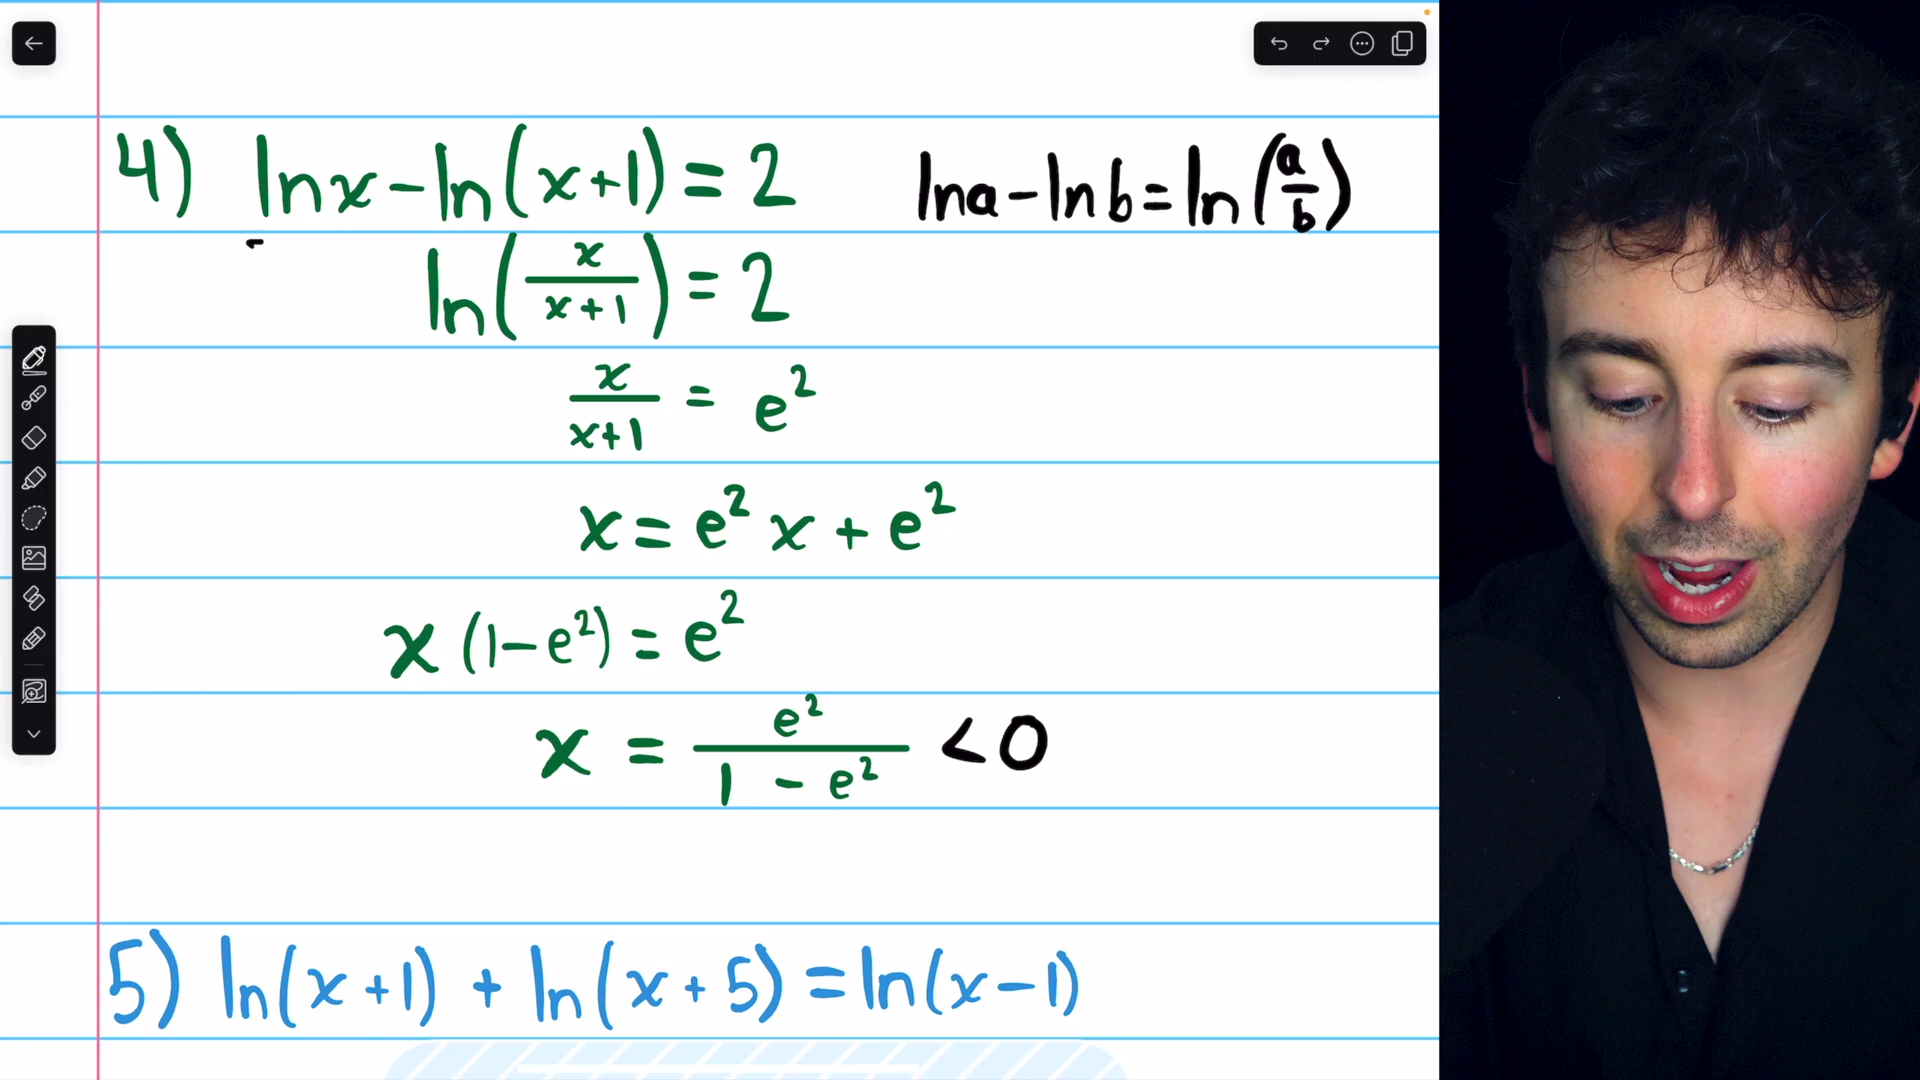 4) ln x - ln(x+1) = 2    ln a - ln b = ln(a/b)
ln(x/(x+1)) = 2
x/(x+1) = e²
x = e² x + e²
x (1-e²) = e²
x = e²/(1 - e²) < 0
5) ln(x+1) + ln(x+5) = ln(x-1)